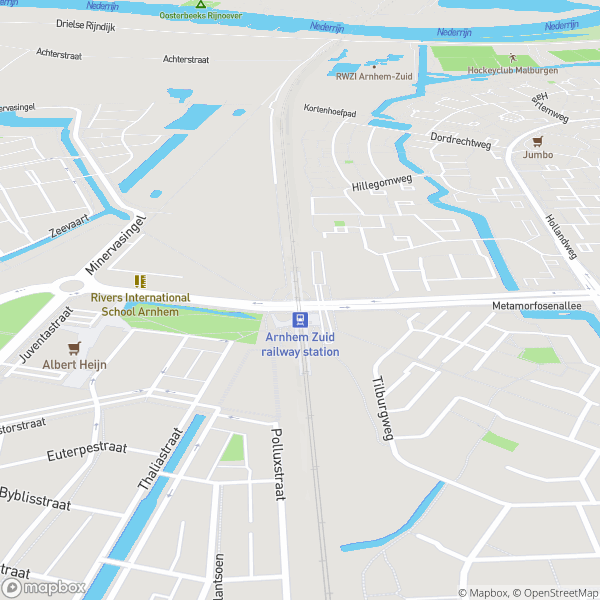 Nederrijn
Oosterbeeks Rijnoever
Nederrijn
Nederrijn
Drielse Rijndijk
Achterstraat
Achterstraat
RWZI Arnhem-Zuid
Hockeyclub Malburgen
Kortenhoefpad
Haarlemweg
Dordrechtweg
Jumbo
Hillegomweg
Zeevaart
Minervasingel
Hollandweg
Rivers International
School Arnhem
Metamorfosenallee
Juventastraat
Arnhem Zuid
railway station
Albert Heijn
Tilburgweg
Euterpestraat
Thaliastraat
Polluxstraat
Byblisstraat
mapbox
© Mapbox, © OpenStreetMap